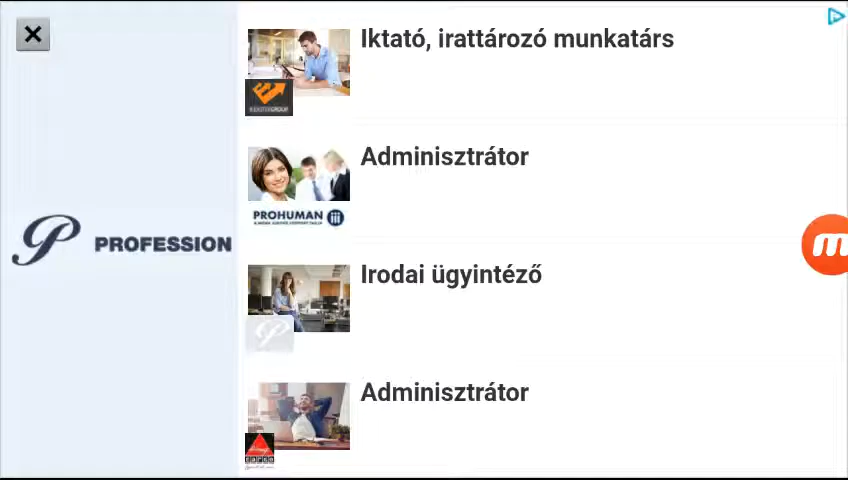 Iktató, irattározó munkatárs
Adminisztrátor
PROHUMAN
PROFESSION
Irodai ügyintéző
Adminisztrátor